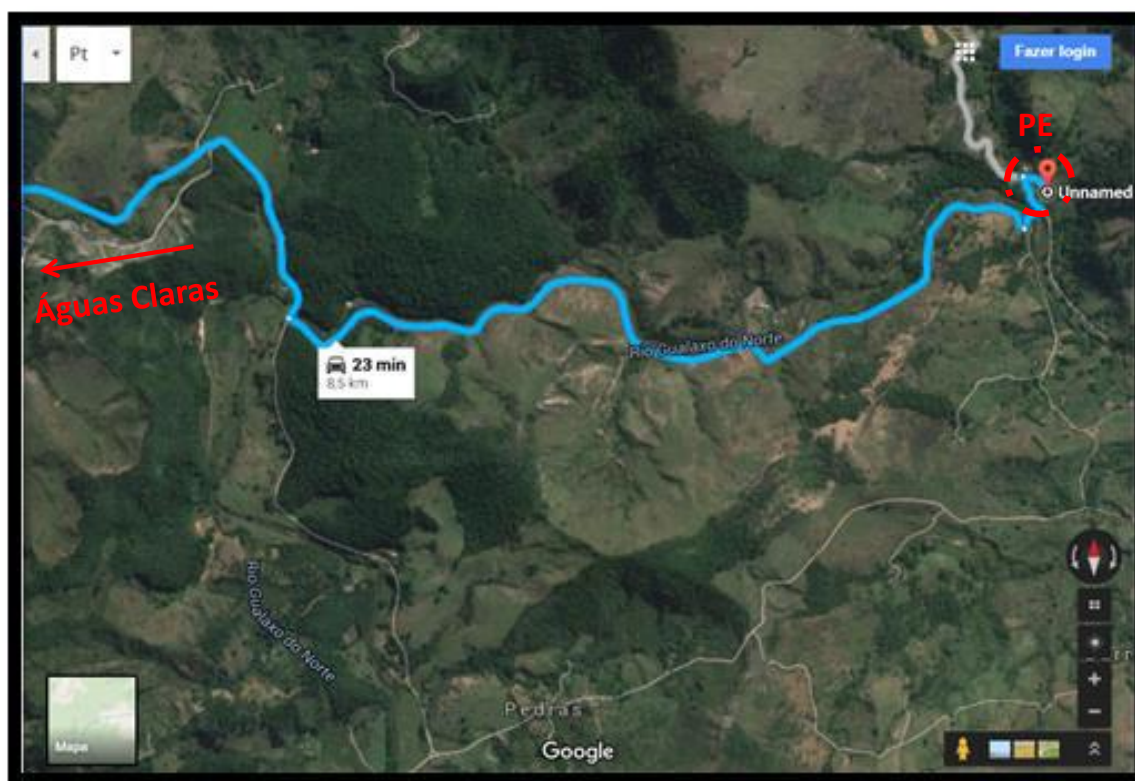 Pt
Fazer login
PE
Unnamed
Águas Claras
Rio Gualaxo do Norte
23 min
8,5 km
Rio Gualaxo do Norte
Pedras
Mapa
Google